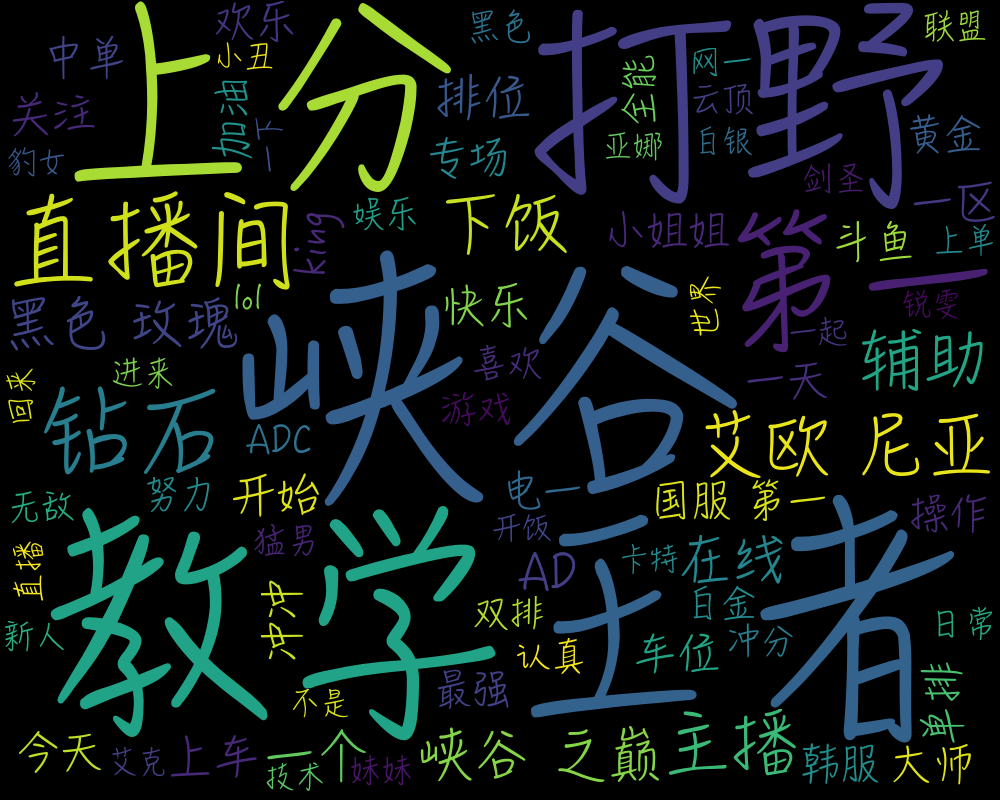 上分
打野
欢乐
小丑
中单
关注
豹女
加油
一下
黑色
排位
专场
全能
亚娜
网一
云顶
白银
联盟
黄金
剑圣
一区
直播间
king
娱乐
下饭
小姐姐
第一
斗鱼
上单
锐雯
黑色 玫瑰
lol
峡谷
快乐
世界
一起
喜欢
辅助
进来
回来
钻石
ADC
游戏
一天
艾欧 尼亚
努力
开始
电一
国服 第一
操作
无敌
直播
教学
猛男
开饭
王者
AD
卡特
在线
白金
冲冲
双排
新人
认真
车位
冲分
日常
单排
不是
最强
今天
艾克
上车
一个
技术
妹妹
峡谷 之巅
主播
韩服
大师